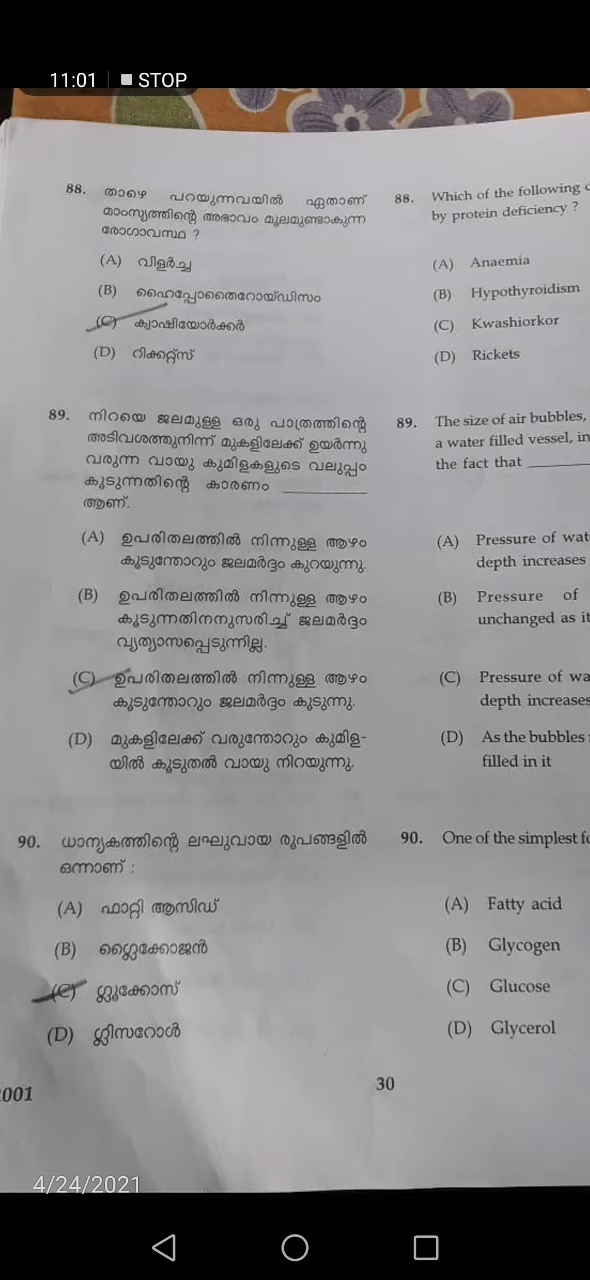 11:01 STOP
88. താഴെ പറയുന്നവയിൽ ഏതാണ്
മാംസ്യത്തിന്റെ അഭാവം മൂലമുണ്ടാകുന്ന
രോഗാവസ്ഥ ?
(A) വിളർച്ച
(B) ഹൈപ്പോതൈറോയ്ഡിസം
(C) ക്വാഷിയോർക്കർ
(D) റിക്കറ്റ്സ്
89. നിറയെ ജലമുള്ള ഒരു പാത്രത്തിന്റെ
അടിവശത്തുനിന്ന് മുകളിലേക്ക് ഉയർന്നു
വരുന്ന വായു കുമിളകളുടെ വലുപ്പം
കൂടുന്നതിന്റെ കാരണം ________
ആണ്.
(A) ഉപരിതലത്തിൽ നിന്നുള്ള ആഴം
കൂടുന്തോറും ജലമർദ്ദം കുറയുന്നു.
(B) ഉപരിതലത്തിൽ നിന്നുള്ള ആഴം
കൂടുന്നതിനനുസരിച്ച് ജലമർദ്ദം
വ്യത്യാസപ്പെടുന്നില്ല.
(C) ഉപരിതലത്തിൽ നിന്നുള്ള ആഴം
കൂടുന്തോറും ജലമർദ്ദം കൂടുന്നു.
(D) മുകളിലേക്ക് വരുന്തോറും കുമിള-
യിൽ കൂടുതൽ വായു നിറയുന്നു.
90. ധാന്യകത്തിന്റെ ലഘുവായ രൂപങ്ങളിൽ
ഒന്നാണ് :
(A) ഫാറ്റി ആസിഡ്
(B) ഗ്ലൈക്കോജൻ
(C) ഗ്ലൂക്കോസ്
(D) ഗ്ലിസറോൾ
88. Which of the following
by protein deficiency ?
(A) Anaemia
(B) Hypothyroidism
(C) Kwashiorkor
(D) Rickets
89. The size of air bubbles,
a water filled vessel, in
the fact that ________
(A) Pressure of wat
depth increases
(B) Pressure of
unchanged as it
(C) Pressure of wa
depth increases
(D) As the bubbles
filled in it
90. One of the simplest fo
(A) Fatty acid
(B) Glycogen
(C) Glucose
(D) Glycerol
2001
30
4/24/2021